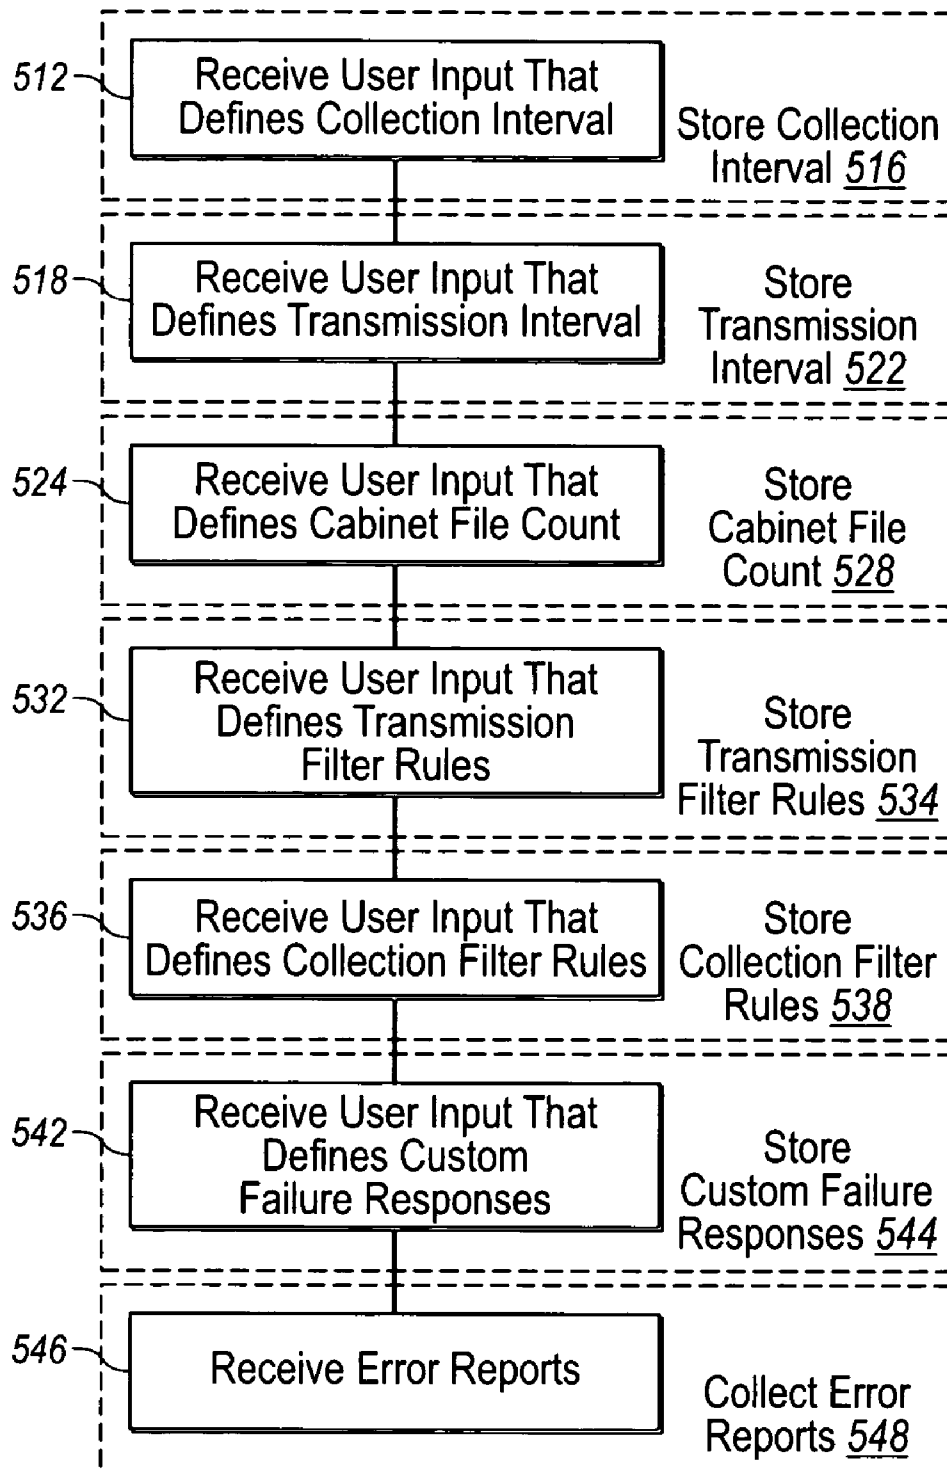 512
Receive User Input That
Defines Collection Interval
Store Collection
Interval 516
518
Receive User Input That
Defines Transmission Interval
Store
Transmission
Interval 522
524
Receive User Input That
Defines Cabinet File Count
Store
Cabinet File
Count 528
532
Receive User Input That
Defines Transmission
Filter Rules
Store
Transmission
Filter Rules 534
536
Receive User Input That
Defines Collection Filter Rules
Store
Collection Filter
Rules 538
542
Receive User Input That
Defines Custom
Failure Responses
Store
Custom Failure
Responses 544
546
Receive Error Reports
Collect Error
Reports 548